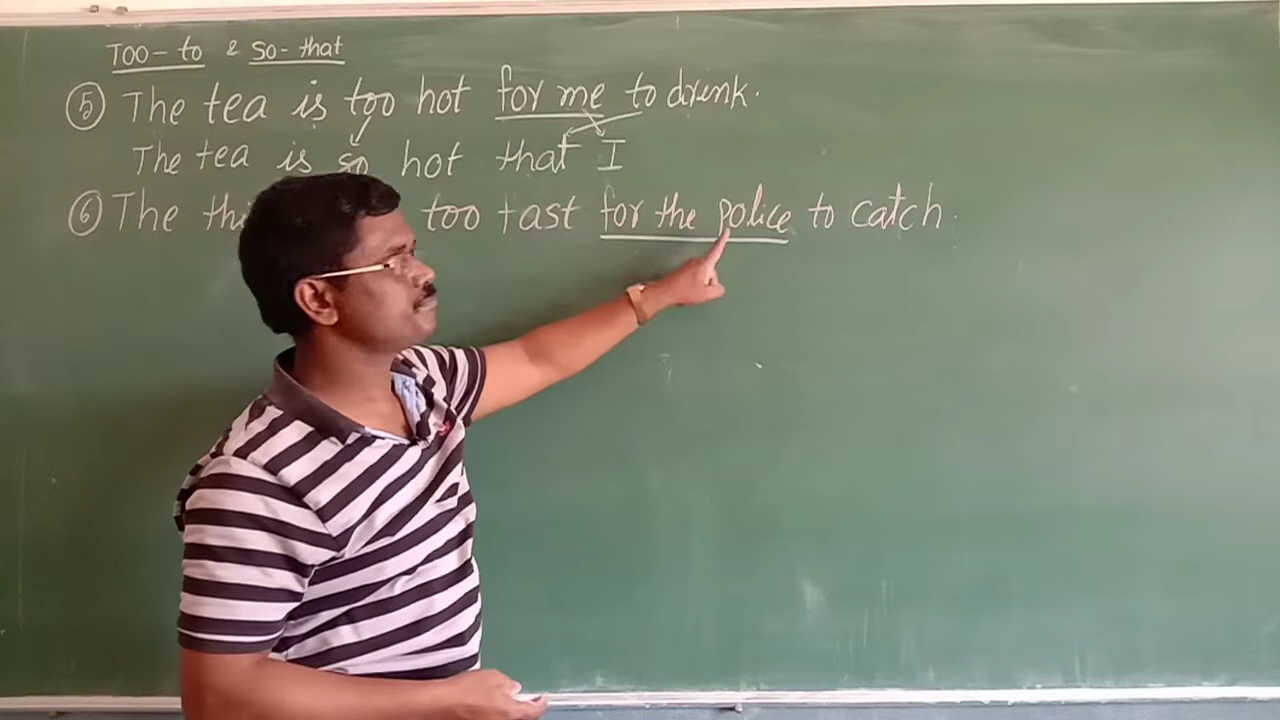 Too-to & So-that
⑤ The tea is too hot for me to drink.
The tea is so hot that I
⑥ The too fast for the police to catch.